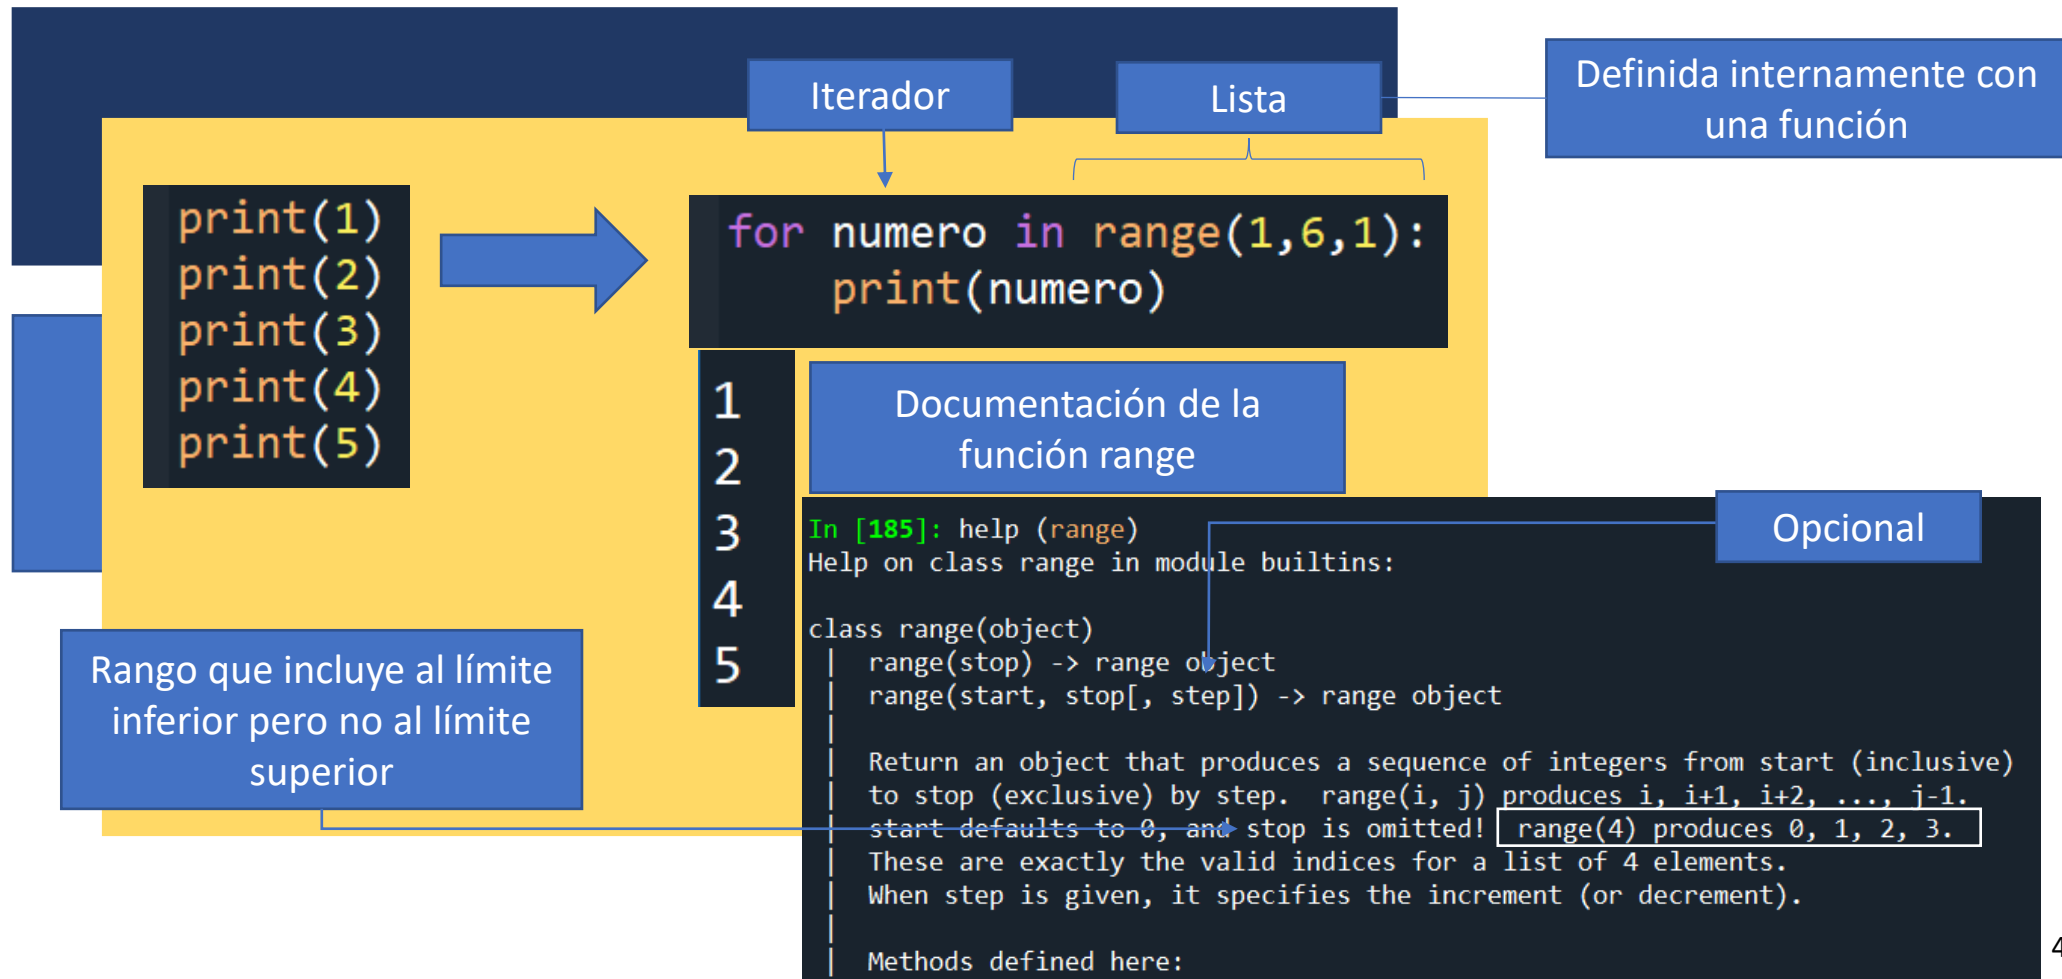 Iterador
Lista
Definida internamente con
una función
print(1)
print(2)
print(3)
print(4)
print(5)
for numero in range(1,6,1):
    print(numero)
1
2
3
4
5
Documentación de la
función range
Opcional
In [185]: help (range)
Help on class range in module builtins:
class range(object)
 |  range(stop) -> range object
 |  range(start, stop[, step]) -> range object
 |
 |  Return an object that produces a sequence of integers from start (inclusive)
 |  to stop (exclusive) by step.  range(i, j) produces i, i+1, i+2, ..., j-1.
 |  start defaults to 0, and stop is omitted!  range(4) produces 0, 1, 2, 3.
 |  These are exactly the valid indices for a list of 4 elements.
 |  When step is given, it specifies the increment (or decrement).
 |
 |  Methods defined here:
Rango que incluye al límite
inferior pero no al límite
superior